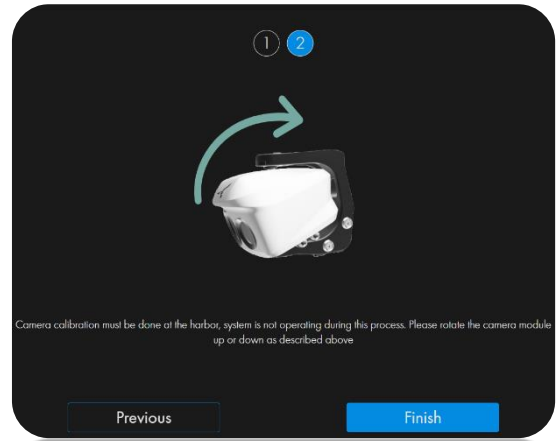 1 2
Camera calibration must be done at the harbor, system is not operating during this process. Please rotate the camera module
up or down as described above
Previous Finish